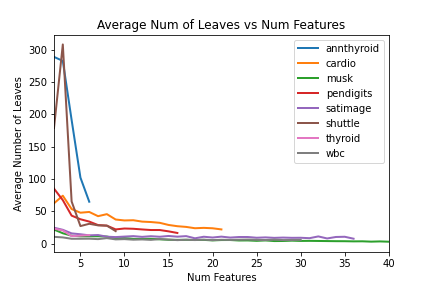 Average Num of Leaves vs Num Features
Average Number of Leaves
300
250
200
150
100
50
0
annthyroid
cardio
musk
pendigits
satimage
shuttle
thyroid
wbc
5 10 15 20 25 30 35 40
Num Features